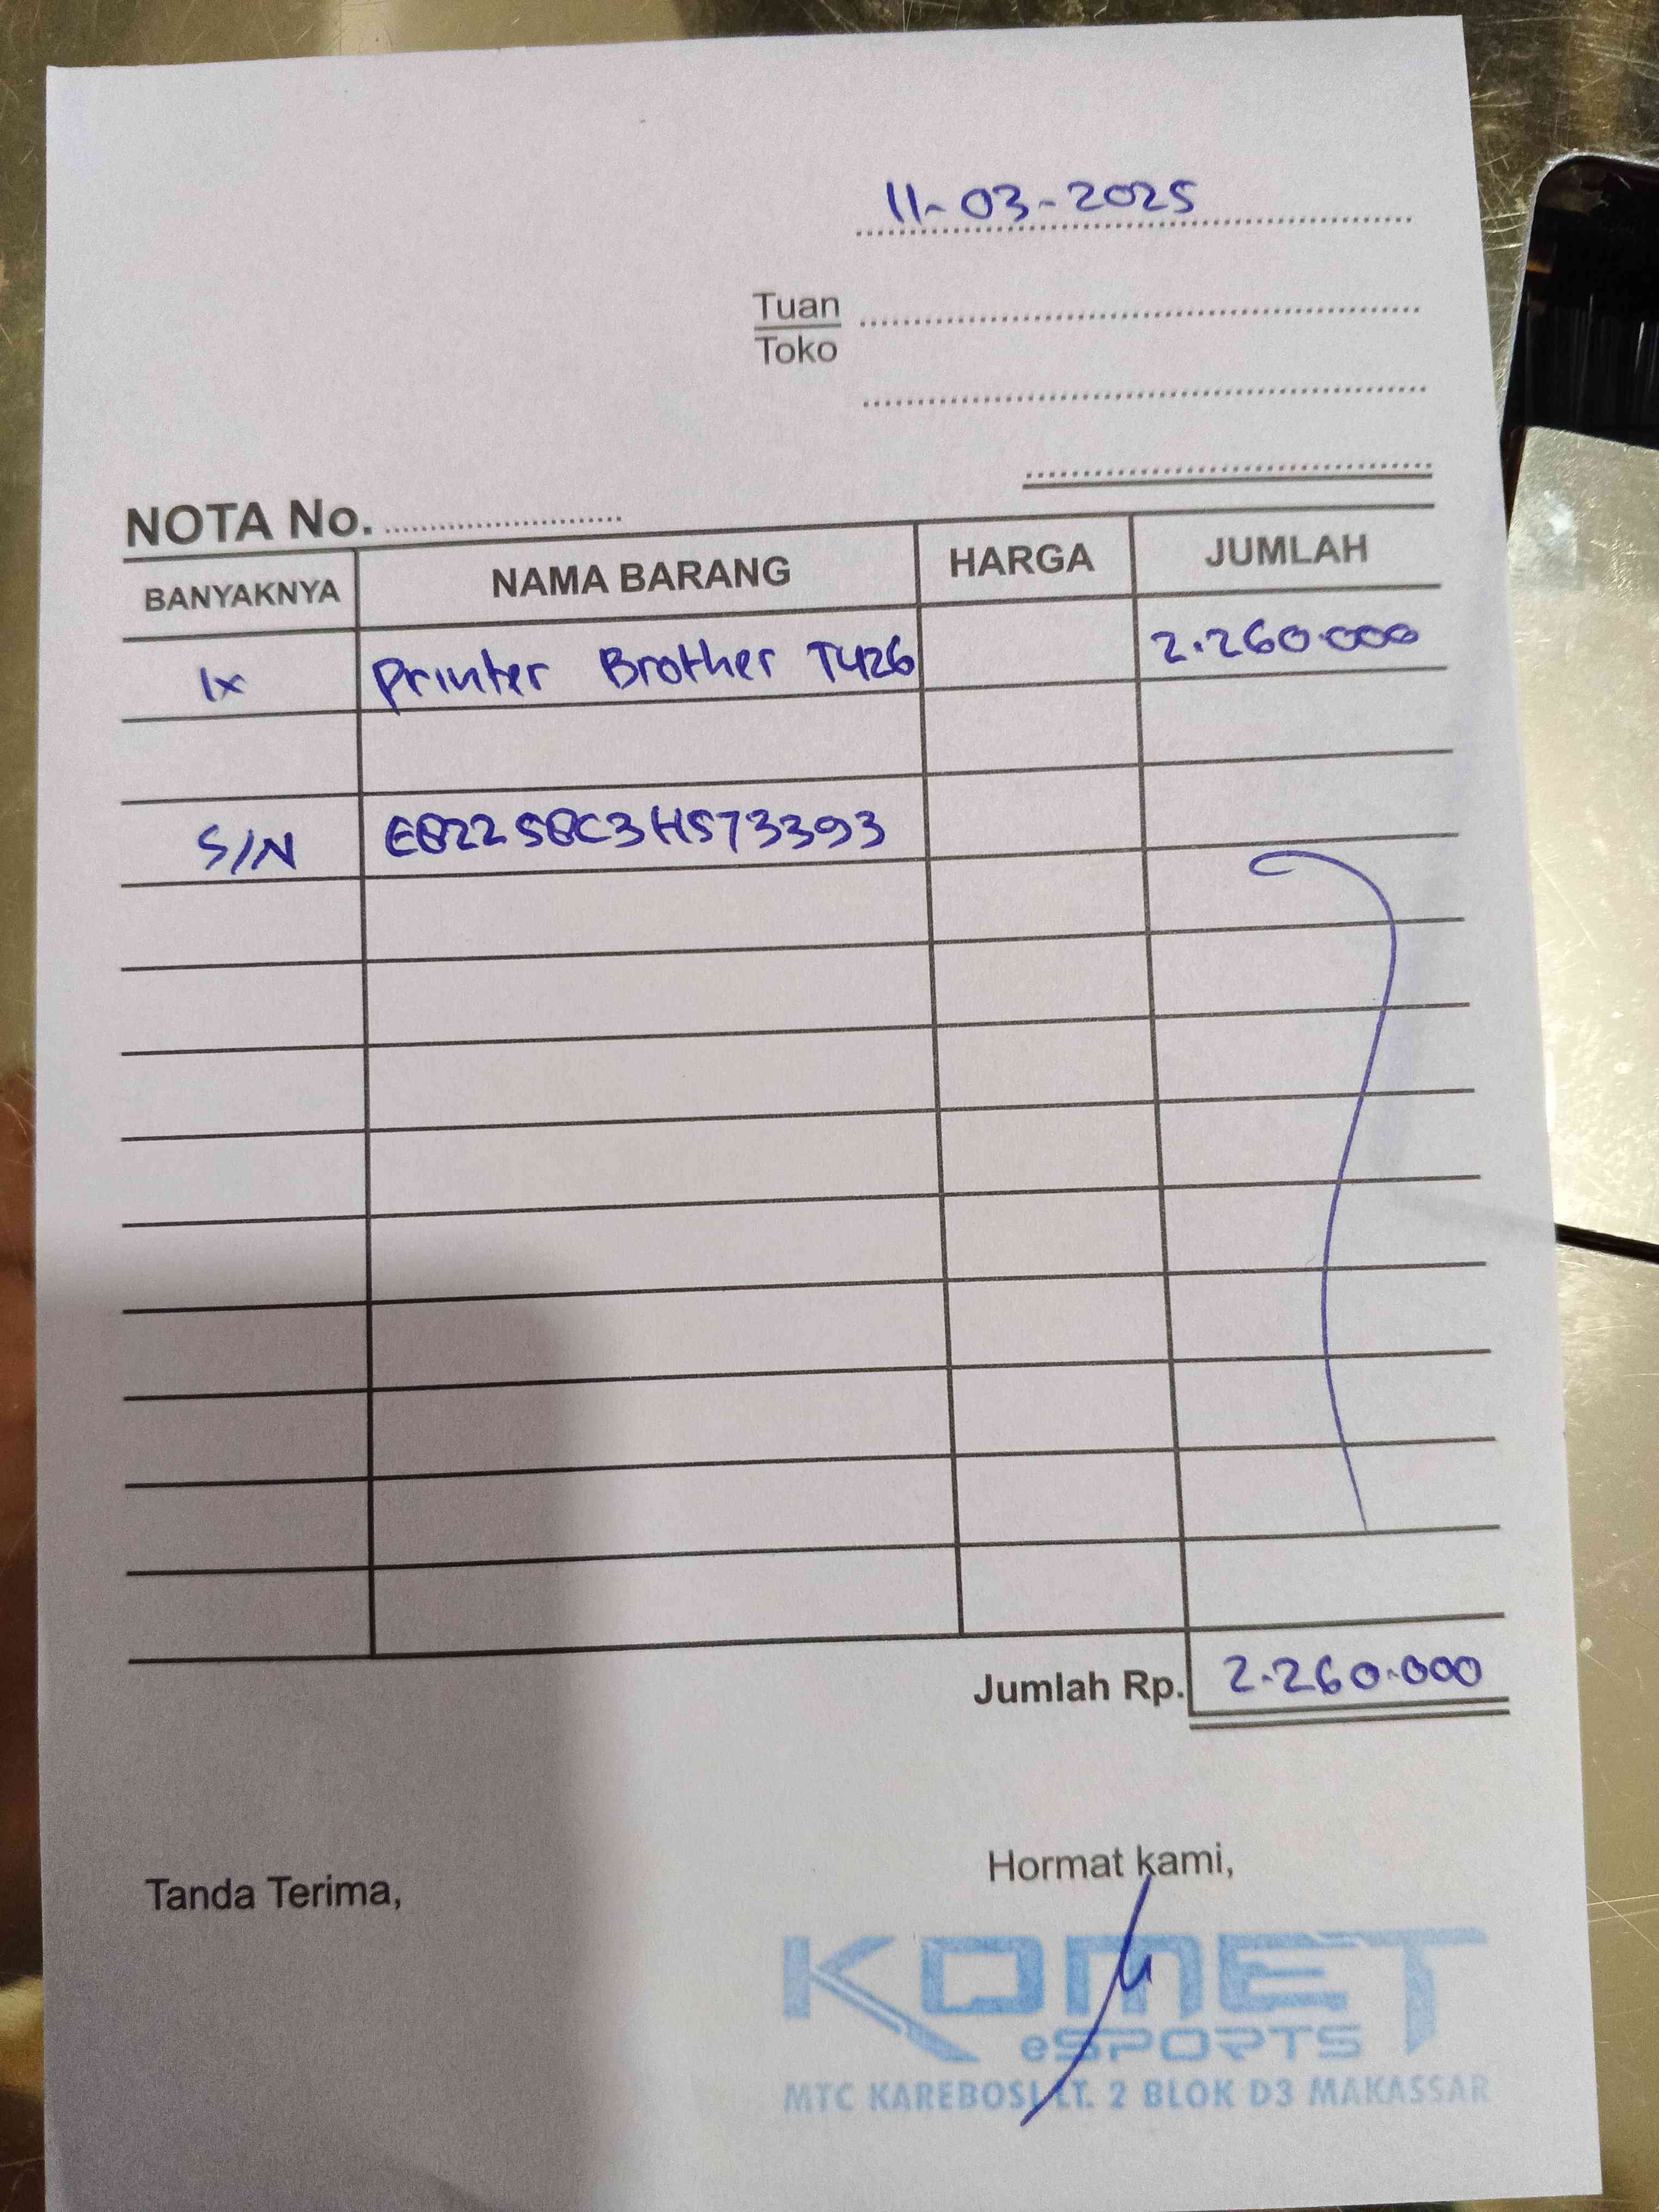 11-03-2025
Tuan
Toko
NOTA No.
BANYAKNYA NAMA BARANG HARGA JUMLAH
1x Printer Brother T426 2.260.000
S/N E82258C3H573393
Jumlah Rp. 2.260.000
Tanda Terima, Hormat kami,
KOMET
eSPORTS
MTC KAREBOSI LT. 2 BLOK D3 MAKASSAR